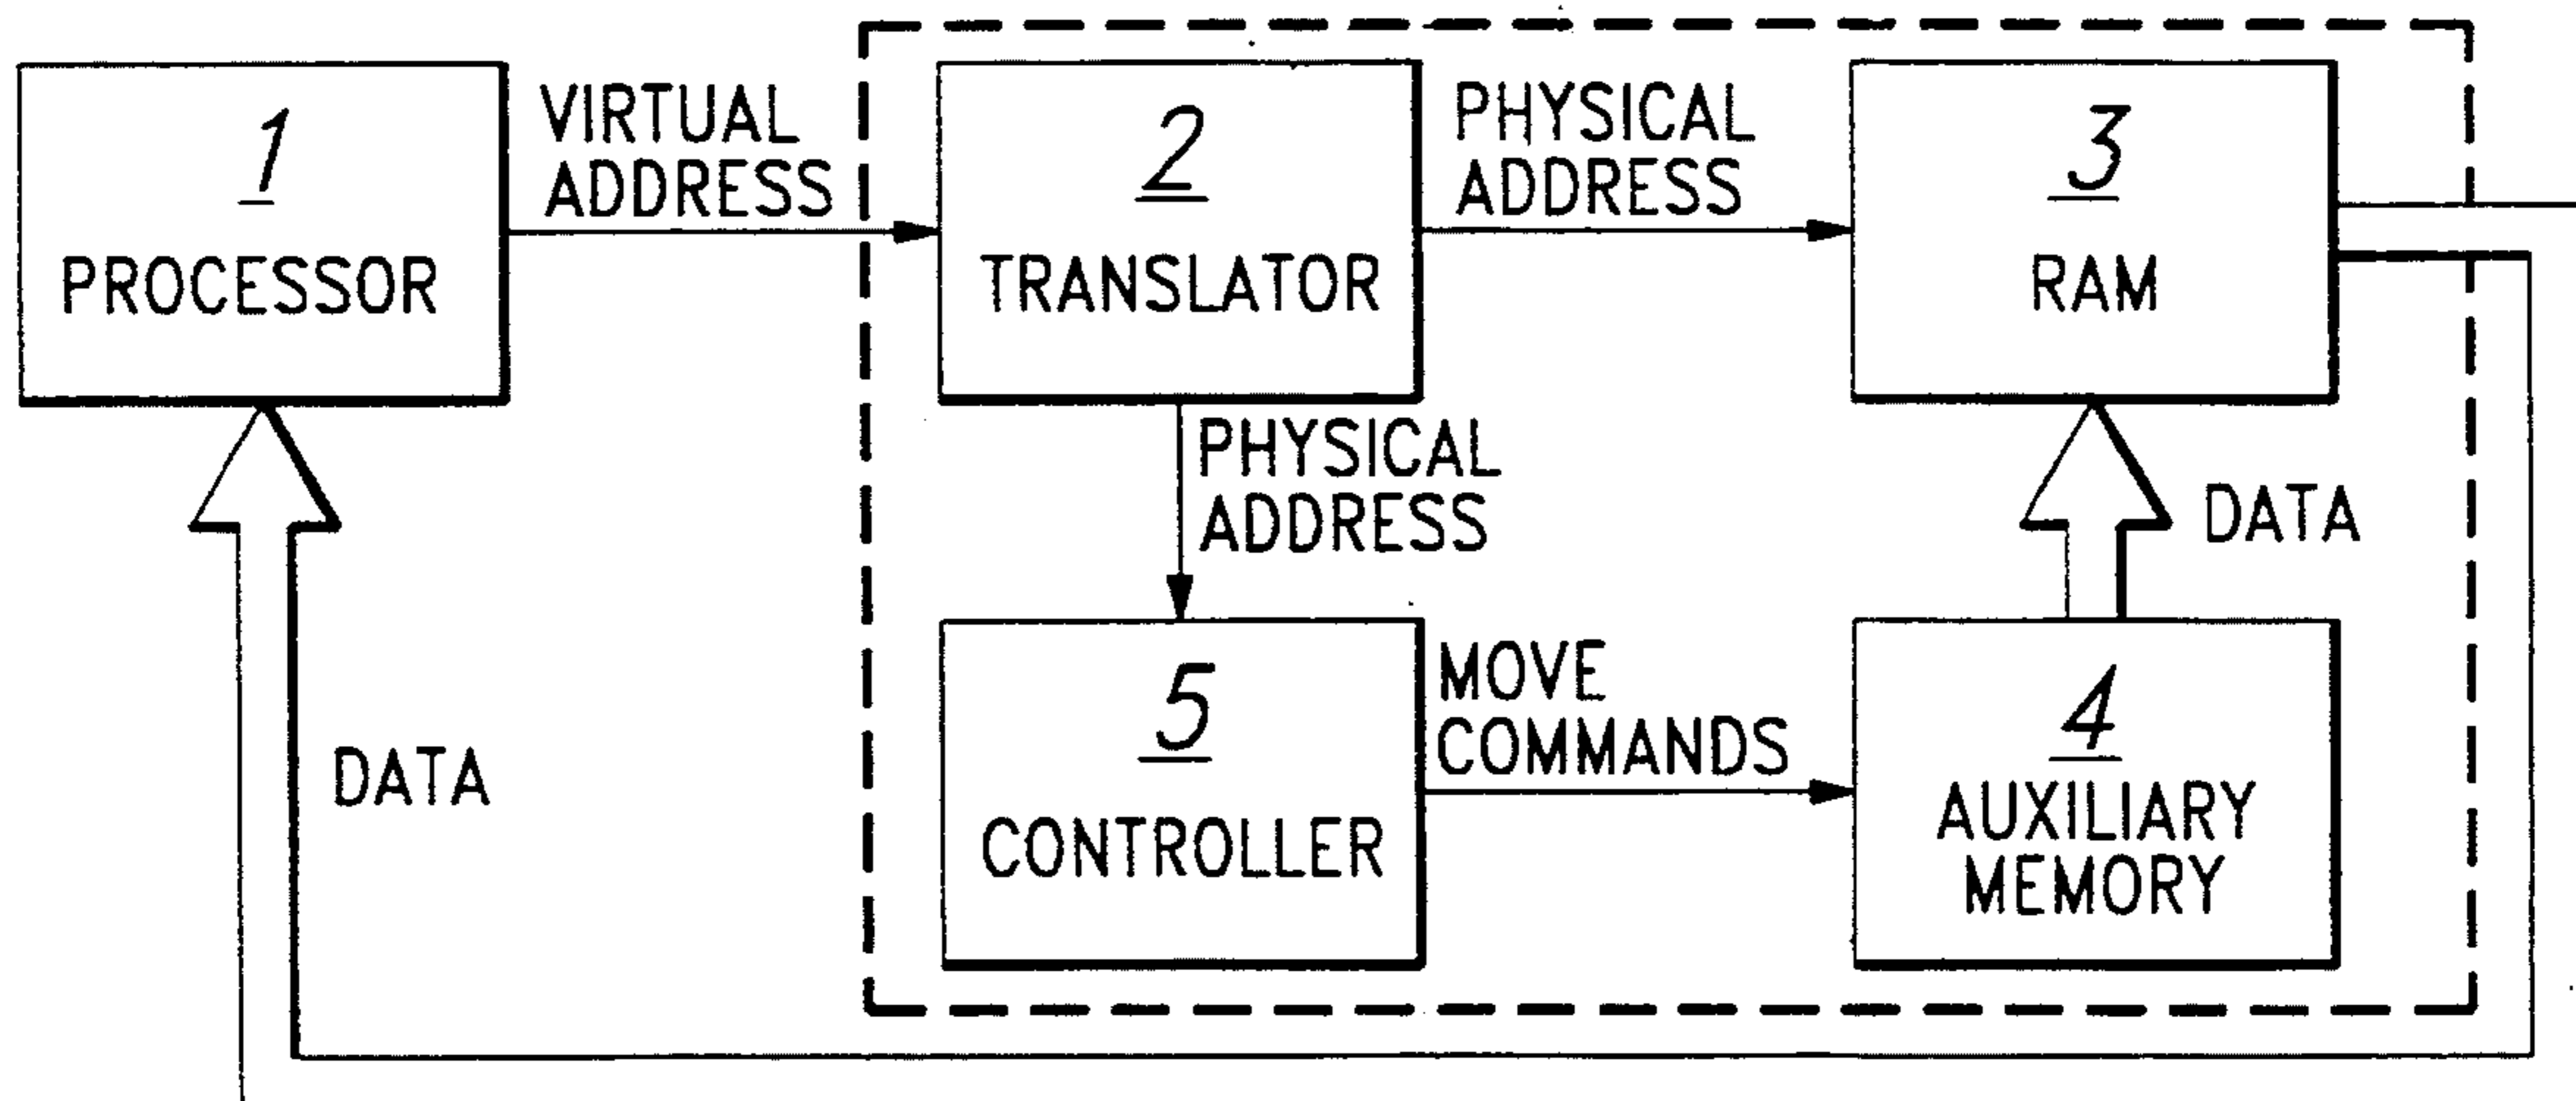 1
PROCESSOR
VIRTUAL
ADDRESS
2
TRANSLATOR
PHYSICAL
ADDRESS
3
RAM
PHYSICAL
ADDRESS
DATA
5
CONTROLLER
MOVE
COMMANDS
4
AUXILIARY
MEMORY
DATA